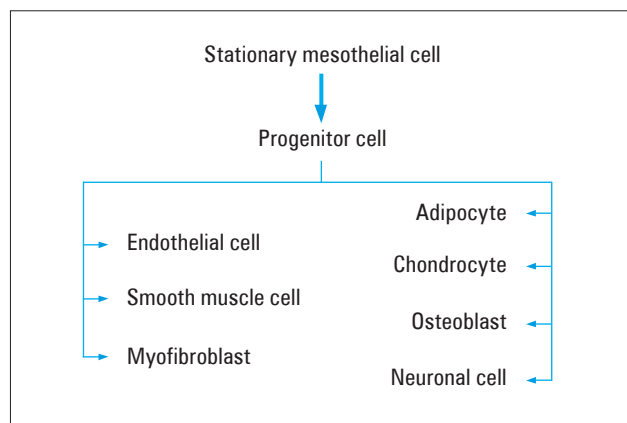 Stationary mesothelial cell
Progenitor cell
Endothelial cell
Smooth muscle cell
Myofibroblast
Adipocyte
Chondrocyte
Osteoblast
Neuronal cell